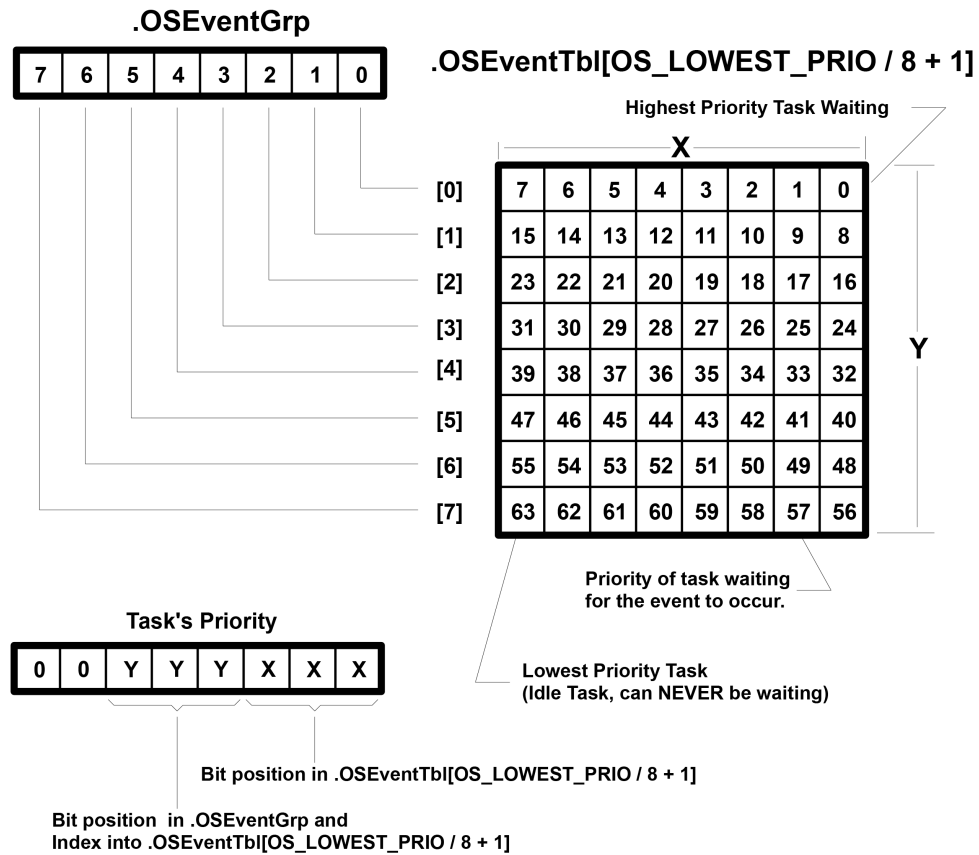 .OSEventGrp
7 6 5 4 3 2 1 0
.OSEventTbl[OS_LOWEST_PRIO / 8 + 1]
Highest Priority Task Waiting
X
[0] 7 6 5 4 3 2 1 0
[1] 15 14 13 12 11 10 9 8
[2] 23 22 21 20 19 18 17 16
[3] 31 30 29 28 27 26 25 24
Y
[4] 39 38 37 36 35 34 33 32
[5] 47 46 45 44 43 42 41 40
[6] 55 54 53 52 51 50 49 48
[7] 63 62 61 60 59 58 57 56
Priority of task waiting
for the event to occur.
Task's Priority
0 0 Y Y Y X X X
Lowest Priority Task
(Idle Task, can NEVER be waiting)
Bit position in .OSEventTbl[OS_LOWEST_PRIO / 8 + 1]
Bit position in .OSEventGrp and
Index into .OSEventTbl[OS_LOWEST_PRIO / 8 + 1]